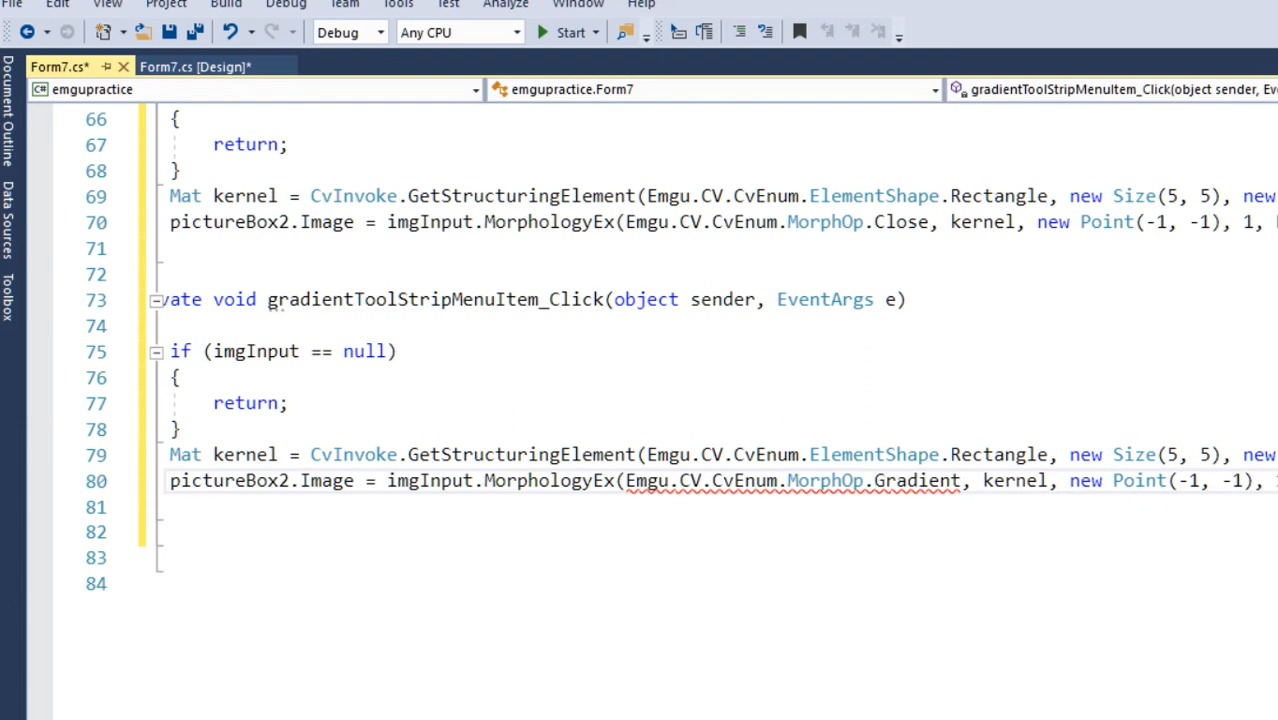 File Edit View Project Build Debug Team Tools Test Analyze Window Help
Debug Any CPU Start
Form7.cs* Form7.cs [Design]*
C# emgupractice emgupractice.Form7 gradientToolStripMenuItem_Click(object sender, Eve
Document Outline
Data Sources
Toolbox
66 {
67 return;
68 }
69 Mat kernel = CvInvoke.GetStructuringElement(Emgu.CV.CvEnum.ElementShape.Rectangle, new Size(5, 5), new
70 pictureBox2.Image = imgInput.MorphologyEx(Emgu.CV.CvEnum.MorphOp.Close, kernel, new Point(-1, -1), 1,
71
72
73 vate void gradientToolStripMenuItem_Click(object sender, EventArgs e)
74
75 if (imgInput == null)
76 {
77 return;
78 }
79 Mat kernel = CvInvoke.GetStructuringElement(Emgu.CV.CvEnum.ElementShape.Rectangle, new Size(5, 5), new
80 pictureBox2.Image = imgInput.MorphologyEx(Emgu.CV.CvEnum.MorphOp.Gradient, kernel, new Point(-1, -1),
81
82
83
84